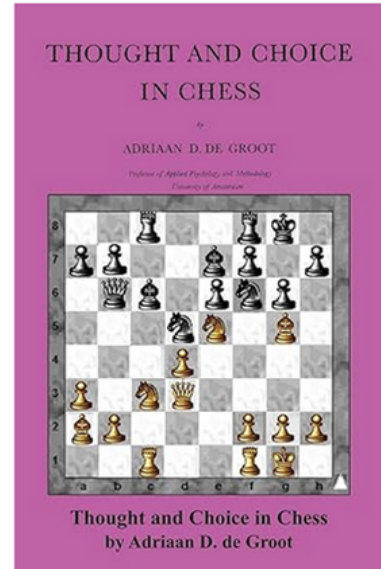 THOUGHT AND CHOICE
IN CHESS
by
ADRIAAN D. DE GROOT
Professor of Applied Psychology and Methodology
University of Amsterdam
8
7
6
5
4
3
2
1
a b c d e f g h
Thought and Choice in Chess
by Adriaan D. de Groot